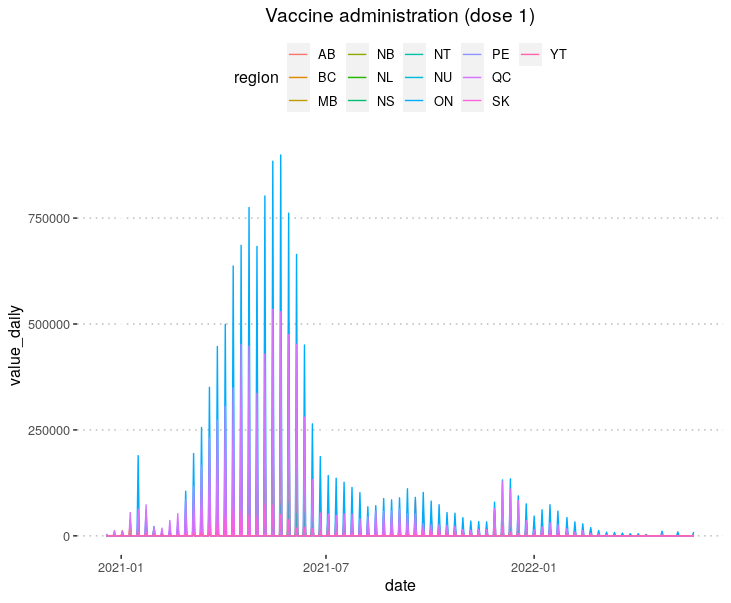 Vaccine administration (dose 1)
region
AB NB NT PE YT
BC NL NU QC
MB NS ON SK
value_daily
750000
500000
250000
0
2021-01 2021-07 2022-01
date